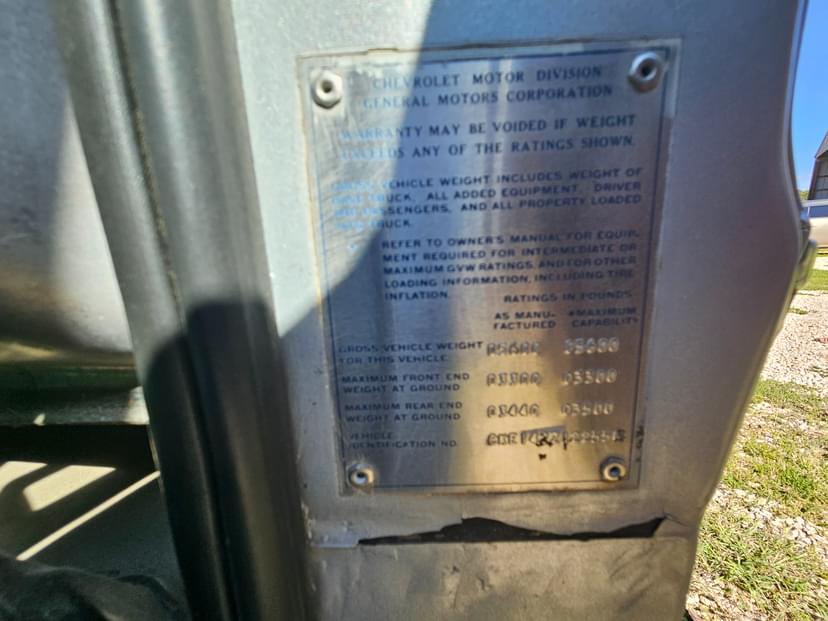 CHEVROLET MOTOR DIVISION
GENERAL MOTORS CORPORATION
WARRANTY MAY BE VOIDED IF WEIGHT
EXCEEDS ANY OF THE RATINGS SHOWN.
GROSS VEHICLE WEIGHT INCLUDES WEIGHT OF
TRUCK, ALL ADDED EQUIPMENT, DRIVER
AND PASSENGERS, AND ALL PROPERTY LOADED
TRUCK.
REFER TO OWNER'S MANUAL FOR EQUIP-
MENT REQUIRED FOR INTERMEDIATE OR
MAXIMUM GVW RATINGS, AND FOR OTHER
LOADING INFORMATION, INCLUDING TIRE
INFLATION.
RATINGS IN POUNDS
AS MANU- *MAXIMUM
FACTURED CAPABILITY
GROSS VEHICLE WEIGHT
FOR THIS VEHICLE
MAXIMUM FRONT END
WEIGHT AT GROUND
MAXIMUM REAR END
WEIGHT AT GROUND
VEHICLE
IDENTIFICATION NO.